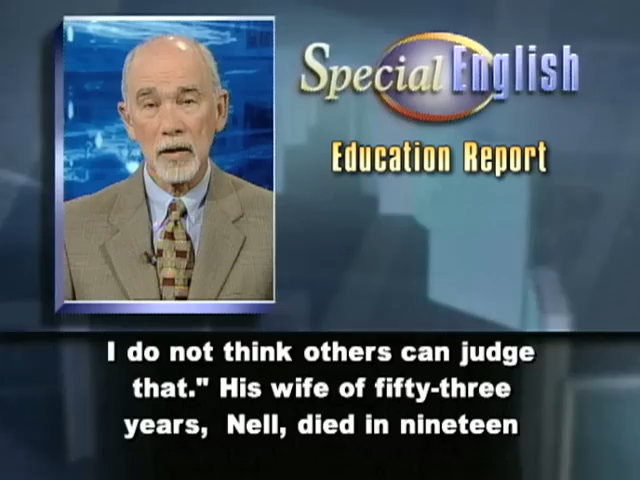 Special English
Education Report
I do not think others can judge
that." His wife of fifty-three
years, Nell, died in nineteen